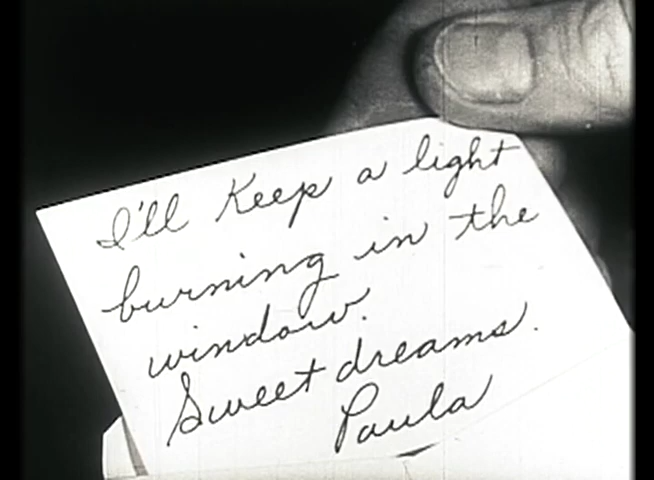 I'll Keep a light
burning in the
window.
Sweet dreams.
Paula